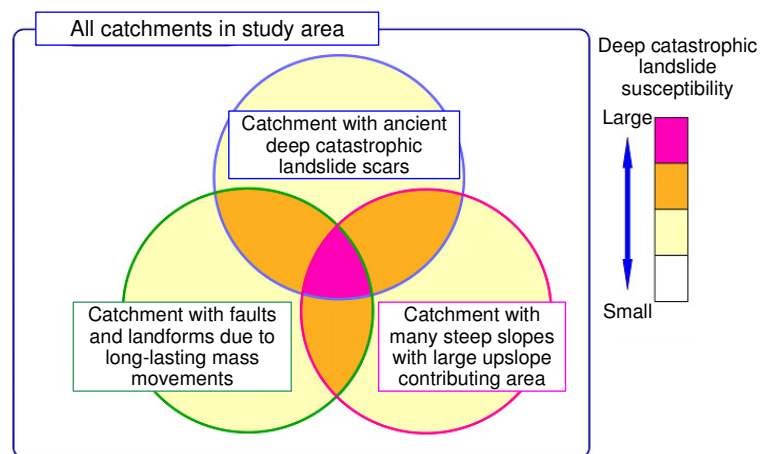 All catchments in study area
Deep catastrophic
landslide
susceptibility
Large
Small
Catchment with ancient
deep catastrophic
landslide scars
Catchment with faults
and landforms due to
long-lasting mass
movements
Catchment with
many steep slopes
with large upslope
contributing area